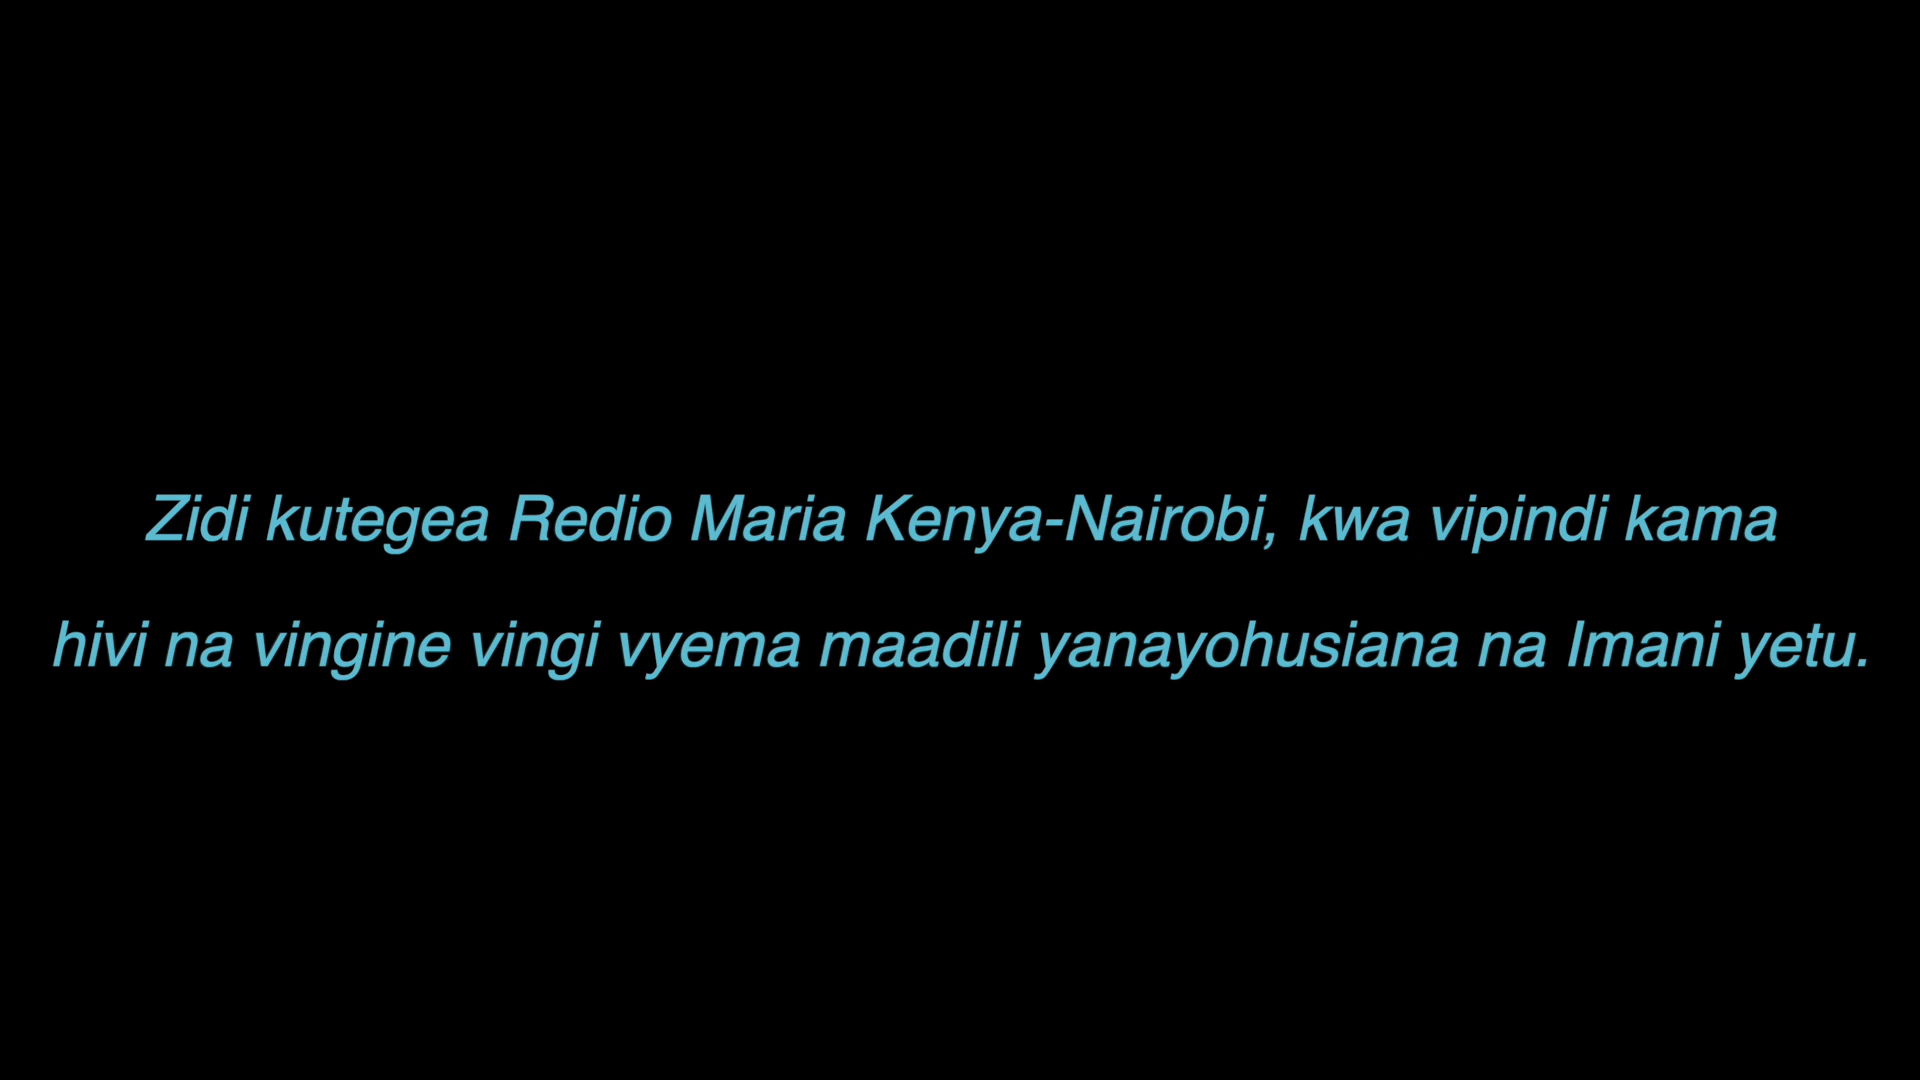 Zidi kutegea Redio Maria Kenya-Nairobi, kwa vipindi kama
hivi na vingine vingi vyema maadili yanayohusiana na Imani yetu.